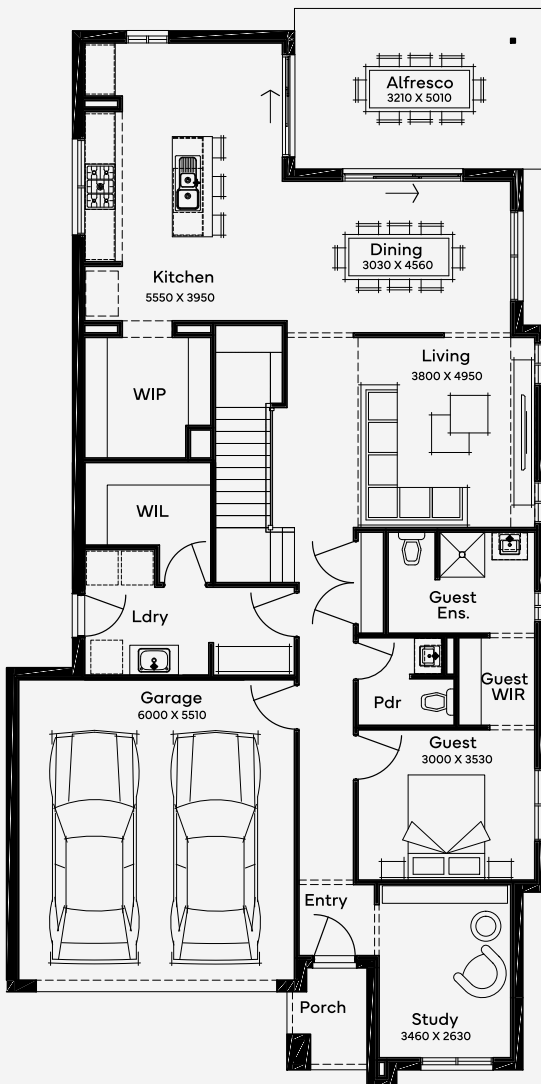 Alfresco
3210 X 5010
Dining
3030 X 4560
Kitchen
5550 X 3950
Living
3800 X 4950
WIP
WIL
Guest
Ens.
Ldry
Guest
WIR
Garage
6000 X 5510
Pdr
Guest
3000 X 3530
Entry
Porch
Study
3460 X 2630